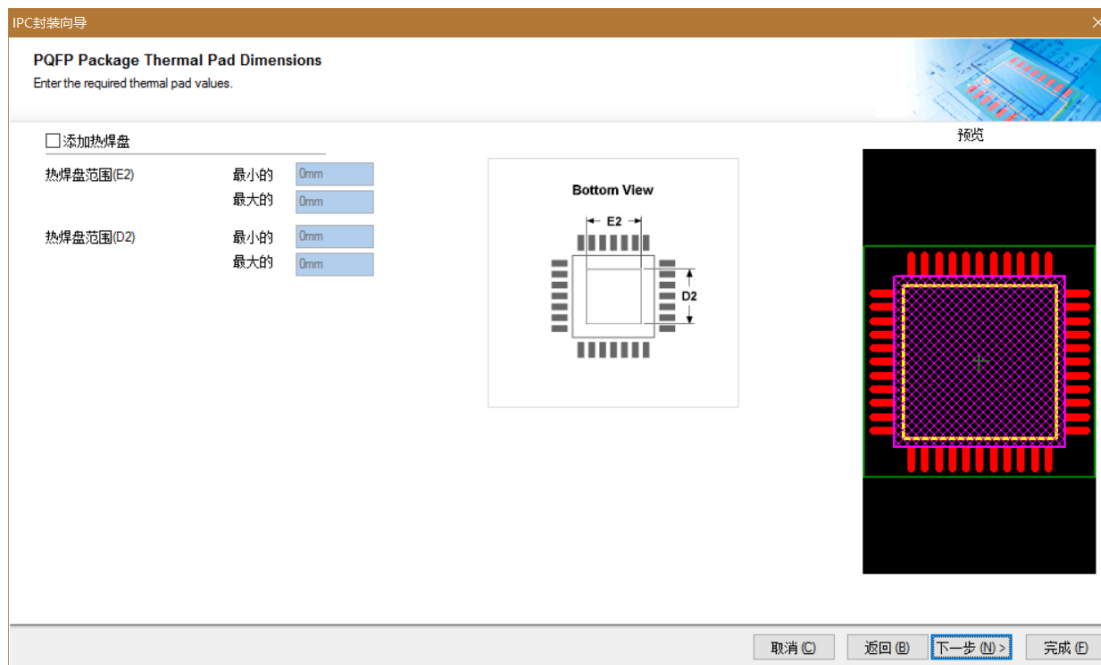 IPC封装向导
PQFP Package Thermal Pad Dimensions
Enter the required thermal pad values.
添加热焊盘
预览
热焊盘范围(E2) 最小的 0mm
最大的 0mm
热焊盘范围(D2) 最小的 0mm
最大的 0mm
Bottom View
E2
D2
取消(C) 返回(B) 下一步(N)> 完成(F)